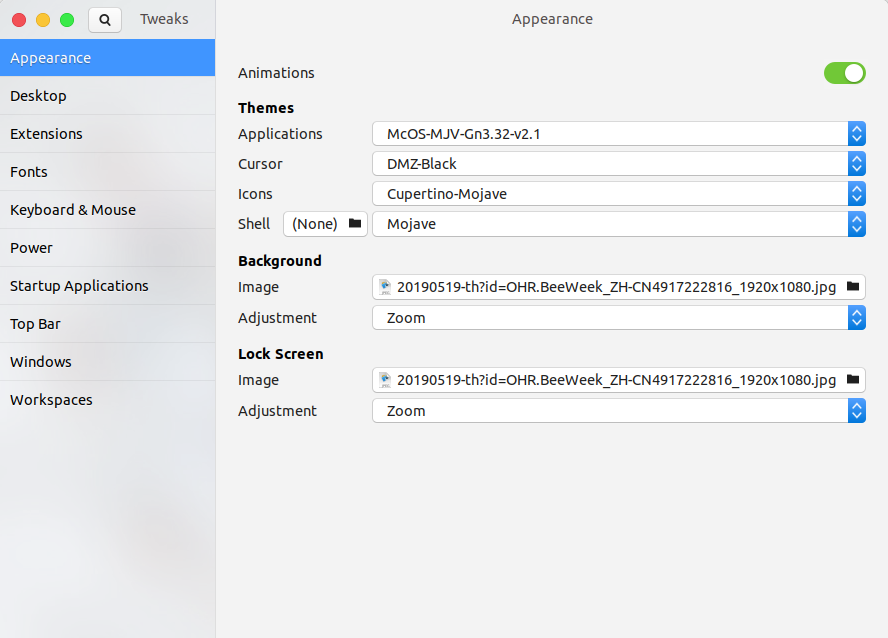 Tweaks
Appearance
Appearance
Desktop
Extensions
Fonts
Keyboard & Mouse
Power
Startup Applications
Top Bar
Windows
Workspaces
Animations
Themes
Applications McOS-MJV-Gn3.32-v2.1
Cursor DMZ-Black
Icons Cupertino-Mojave
Shell (None) Mojave
Background
Image 20190519-th?id=OHR.BeeWeek_ZH-CN4917222816_1920x1080.jpg
Adjustment Zoom
Lock Screen
Image 20190519-th?id=OHR.BeeWeek_ZH-CN4917222816_1920x1080.jpg
Adjustment Zoom